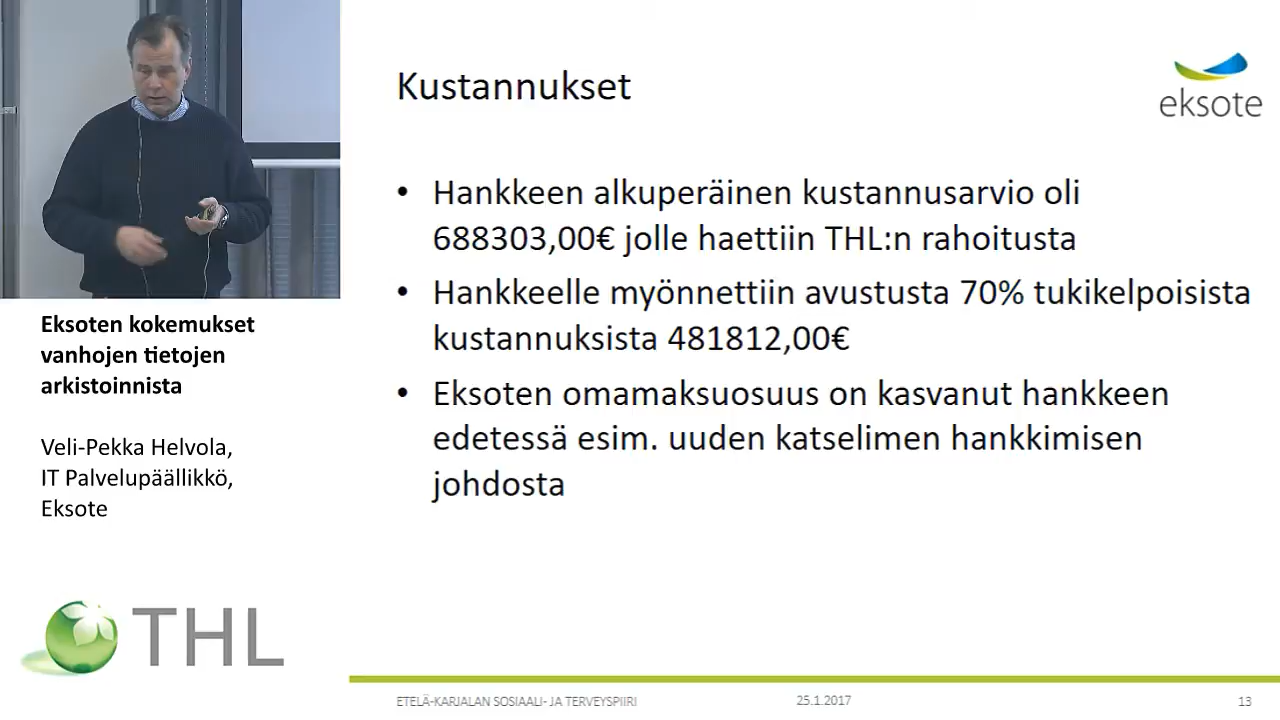 Kustannukset
eksote
• Hankkeen alkuperäinen kustannusarvio oli
688303,00€ jolle haettiin THL:n rahoitusta
• Hankkeelle myönnettiin avustusta 70% tukikelpoisista
kustannuksista 481812,00€
• Eksoten omamaksuosuus on kasvanut hankkeen
edetessä esim. uuden katselimen hankkimisen
johdosta
Eksoten kokemukset
vanhojen tietojen
arkistoinnista
Veli-Pekka Helvola,
IT Palvelupäällikkö,
Eksote
THL
ETELÄ-KARJALAN SOSIAALI- JA TERVEYSPIIRI
25.1.2017
13